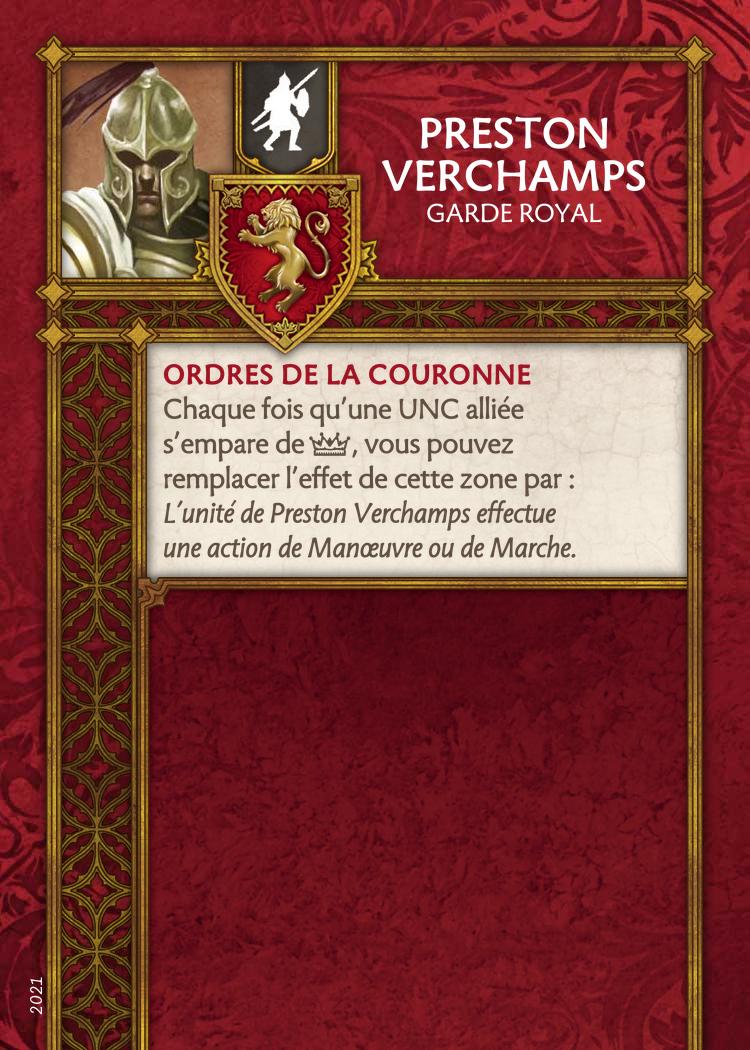 PRESTON
VERCHAMPS
GARDE ROYAL
ORDRES DE LA COURONNE
Chaque fois qu’une UNC alliée
s’empare de , vous pouvez
remplacer l’effet de cette zone par :
L’unité de Preston Verchamps effectue
une action de Manœuvre ou de Marche.
2021